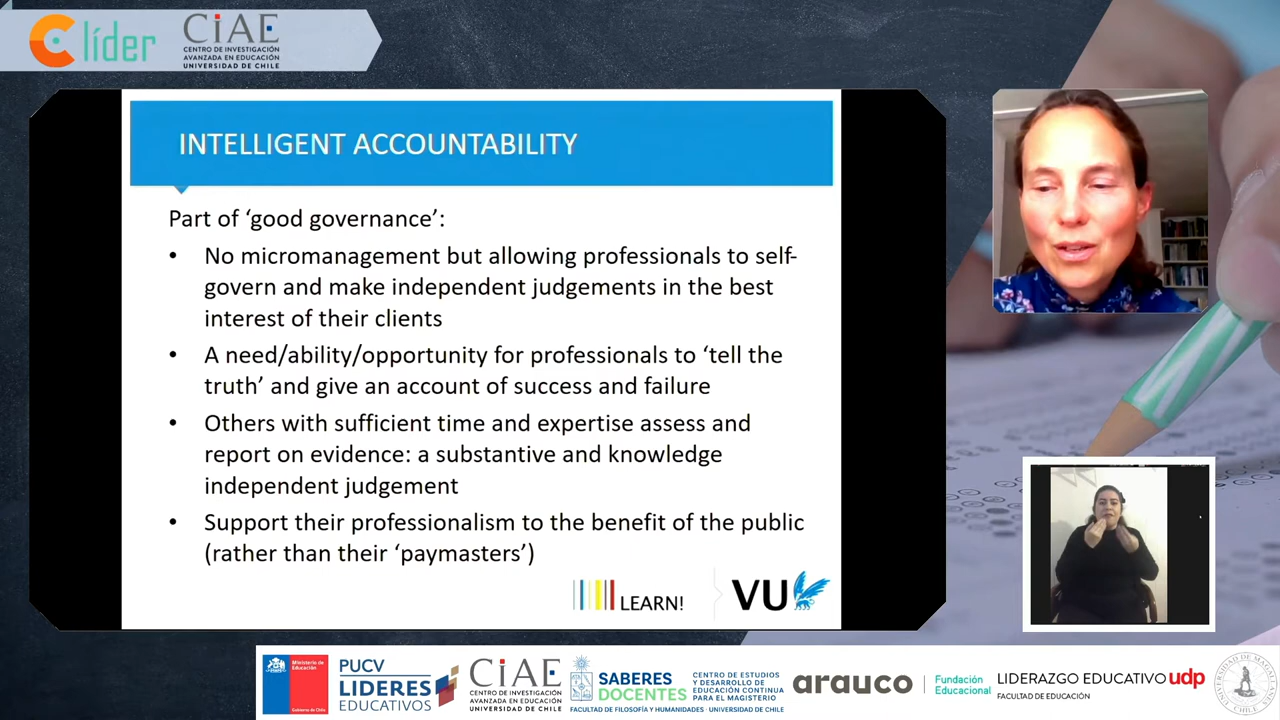 líder
CiAE
CENTRO DE INVESTIGACIÓN
AVANZADA EN EDUCACIÓN
UNIVERSIDAD DE CHILE
INTELLIGENT ACCOUNTABILITY
Part of ‘good governance’:
• No micromanagement but allowing professionals to self-
govern and make independent judgements in the best
interest of their clients
• A need/ability/opportunity for professionals to ‘tell the
truth’ and give an account of success and failure
• Others with sufficient time and expertise assess and
report on evidence: a substantive and knowledge
independent judgement
• Support their professionalism to the benefit of the public
(rather than their ‘paymasters’)
LEARN!
VU
Ministerio de
Educación
Gobierno de Chile
PUCV
LIDERES
EDUCATIVOS
CiAE
CENTRO DE INVESTIGACIÓN
AVANZADA EN EDUCACIÓN
UNIVERSIDAD DE CHILE
SABERES
DOCENTES
CENTRO DE ESTUDIOS
Y DESARROLLO DE
EDUCACIÓN CONTINUA
PARA EL MAGISTERIO
FACULTAD DE FILOSOFÍA Y HUMANIDADES · UNIVERSIDAD DE CHILE
arauco
Fundación
Educacional
LIDERAZGO EDUCATIVO udp
FACULTAD DE EDUCACIÓN